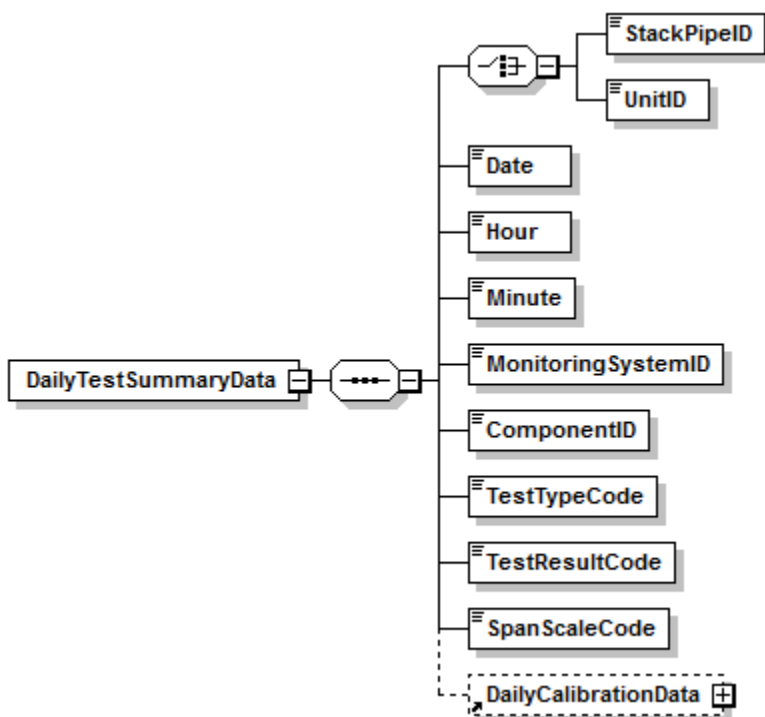 StackPipeID
UnitID
Date
Hour
Minute
MonitoringSystemID
DailyTestSummaryData
ComponentID
TestTypeCode
TestResultCode
SpanScaleCode
DailyCalibrationData